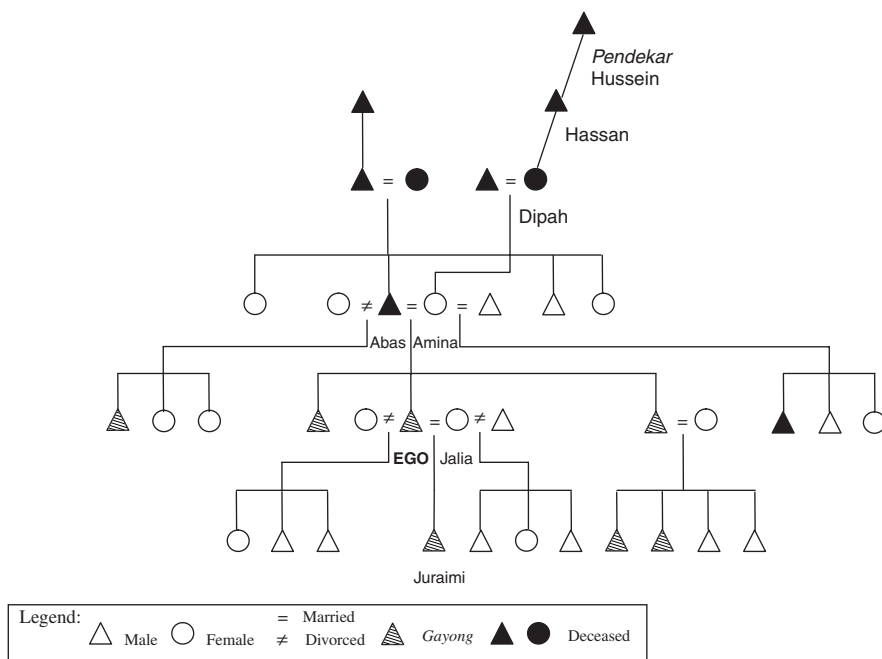 Pendekar
Hussein
Hassan
Dipah
= =
≠ = =
Abas Amina
≠ = ≠ =
EGO Jalia
Juraimi
Legend:
Male Female = Married
≠ Divorced Gayong Deceased